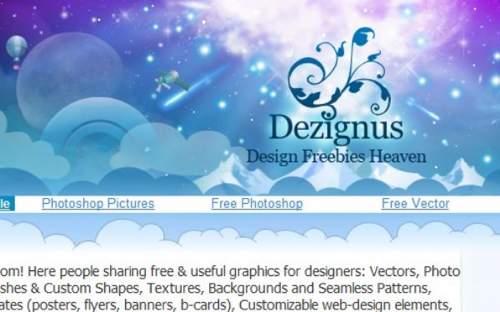 Dezignus
Design Freebies Heaven
le Photoshop Pictures Free Photoshop Free Vector
om! Here people sharing free & useful graphics for designers: Vectors, Photo
shes & Custom Shapes, Textures, Backgrounds and Seamless Patterns,
ates (posters, flyers, banners, b-cards), Customizable web-design elements,